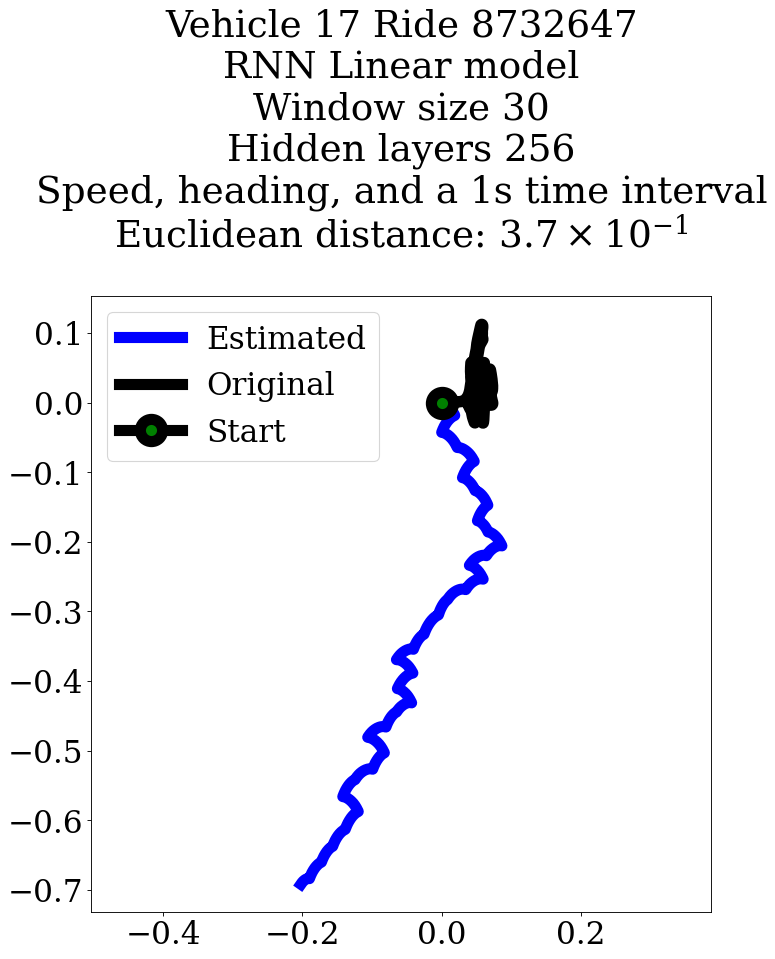 Vehicle 17 Ride 8732647
RNN Linear model
Window size 30
Hidden layers 256
Speed, heading, and a 1s time interval
Euclidean distance: 3.7 × 10⁻¹
Estimated
Original
Start
0.1
0.0
−0.1
−0.2
−0.3
−0.4
−0.5
−0.6
−0.7
−0.4
−0.2
0.0
0.2